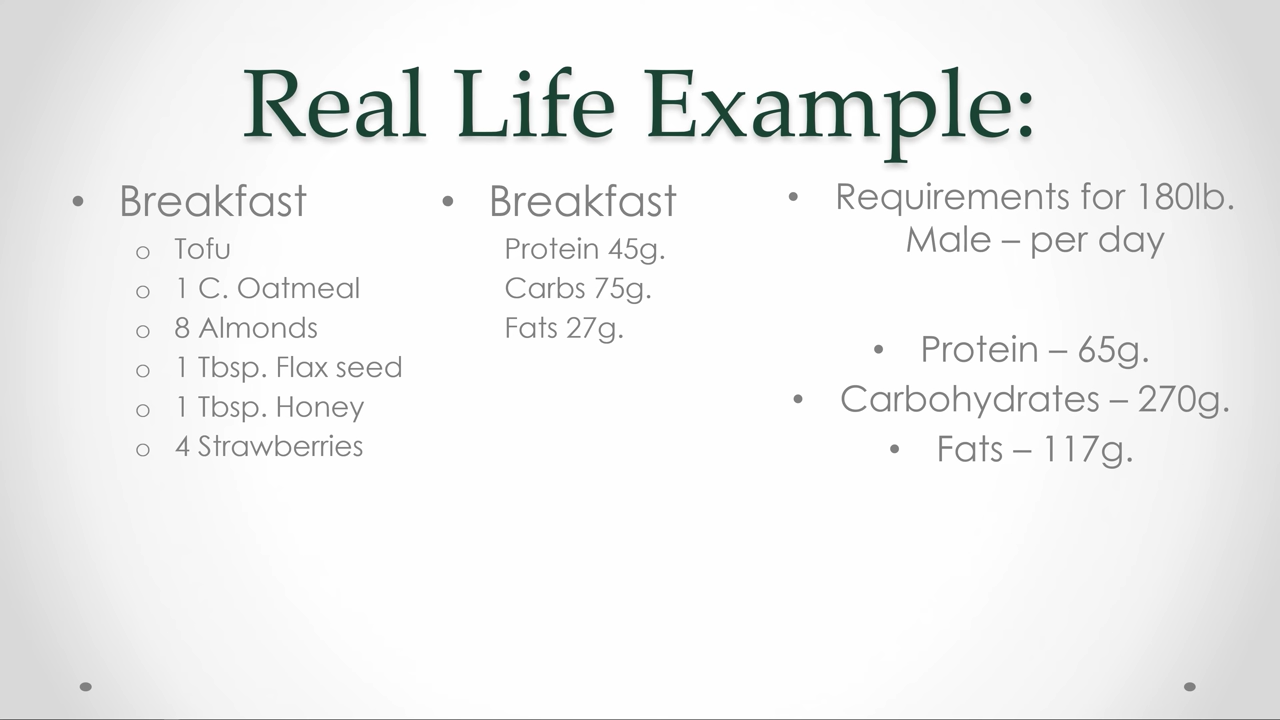 Real Life Example:
• Breakfast
o Tofu
o 1 C. Oatmeal
o 8 Almonds
o 1 Tbsp. Flax seed
o 1 Tbsp. Honey
o 4 Strawberries
• Breakfast
Protein 45g.
Carbs 75g.
Fats 27g.
• Requirements for 180lb.
Male – per day
• Protein – 65g.
• Carbohydrates – 270g.
• Fats – 117g.